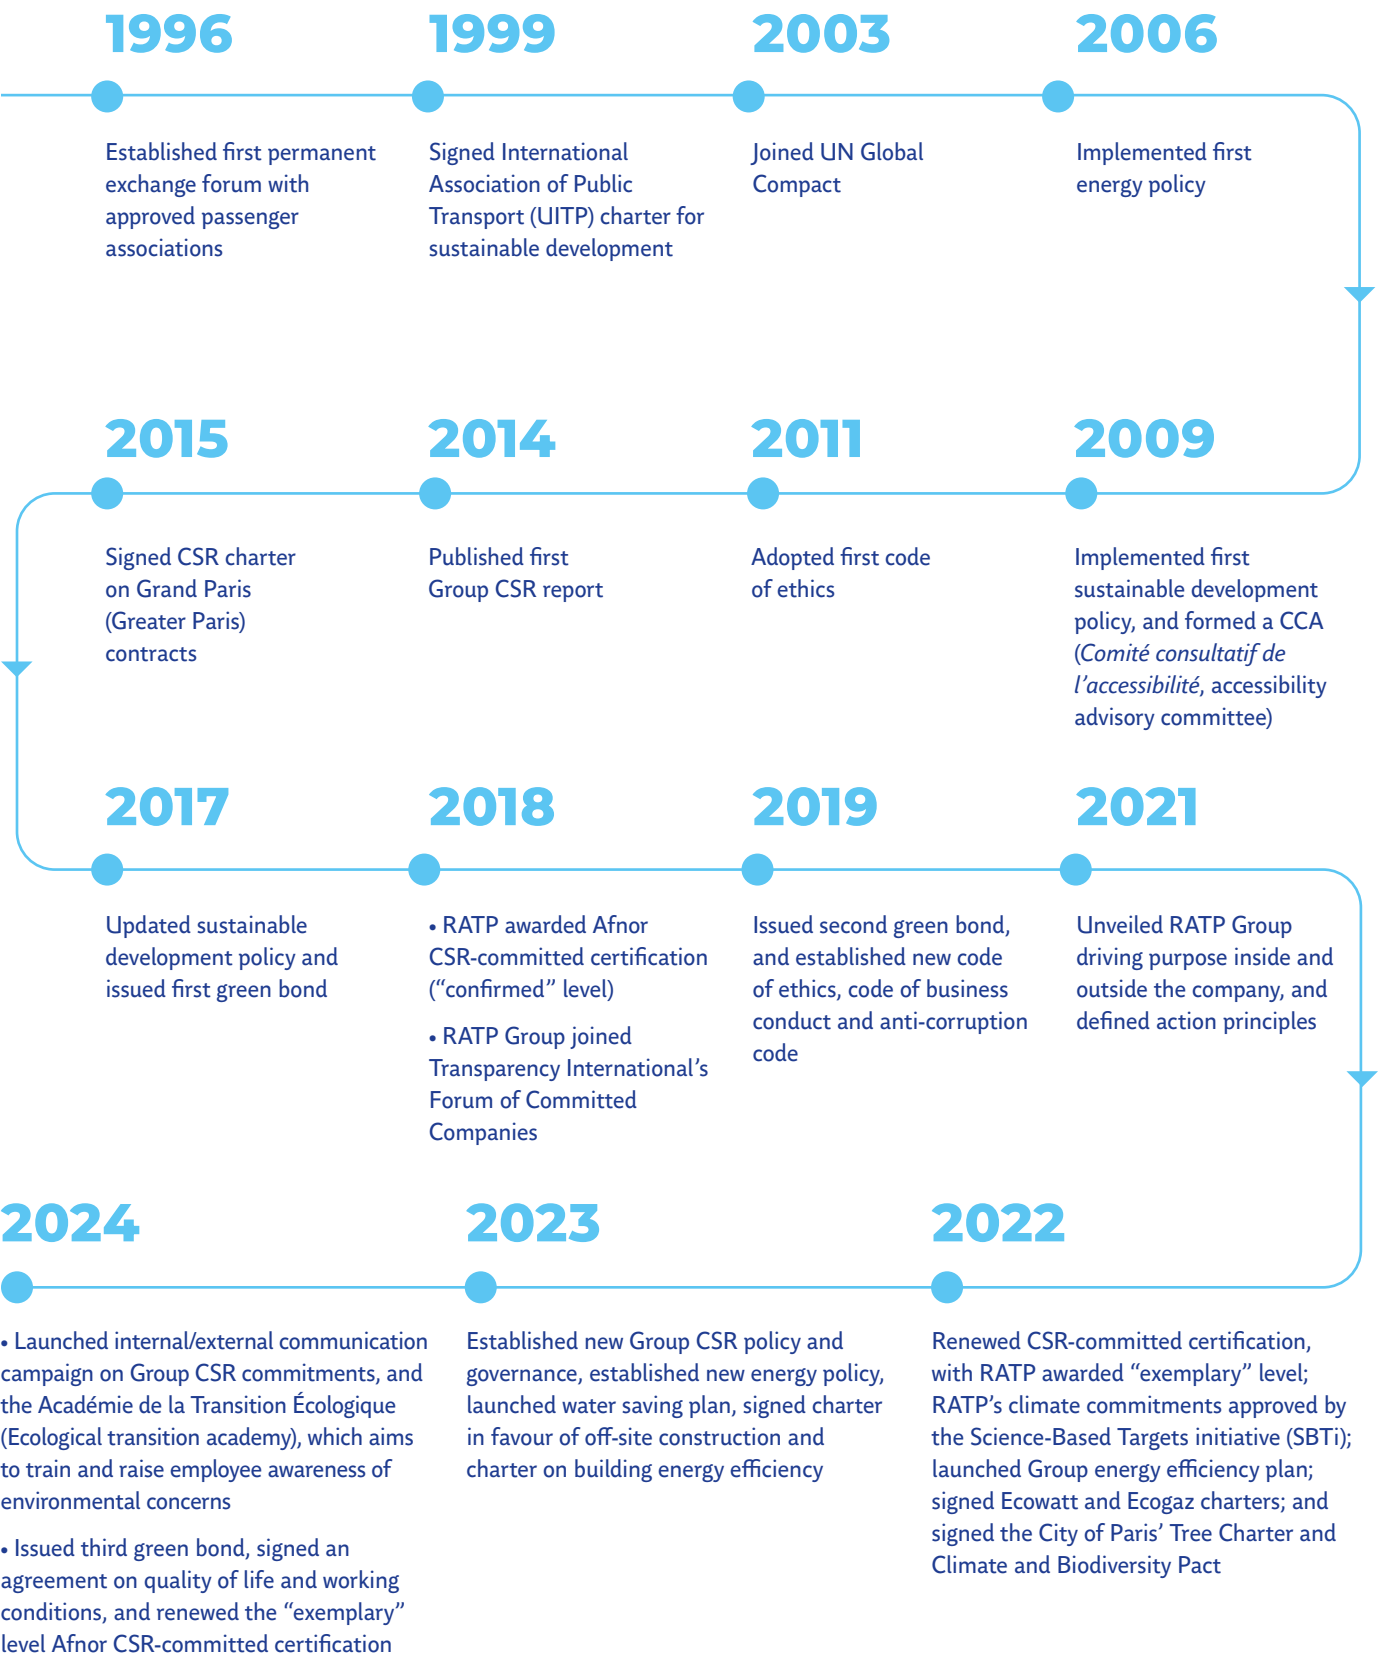 1996
Established first permanent
exchange forum with
approved passenger
associations
1999
Signed International
Association of Public
Transport (UITP) charter for
sustainable development
2003
Joined UN Global
Compact
2006
Implemented first
energy policy
2009
Implemented first
sustainable development
policy, and formed a CCA
(Comité consultatif de
l’accessibilité, accessibility
advisory committee)
2011
Adopted first code
of ethics
2014
Published first
Group CSR report
2015
Signed CSR charter
on Grand Paris
(Greater Paris)
contracts
2017
Updated sustainable
development policy and
issued first green bond
2018
• RATP awarded Afnor
CSR-committed certification
(“confirmed” level)
• RATP Group joined
Transparency International’s
Forum of Committed
Companies
2019
Issued second green bond,
and established new code
of ethics, code of business
conduct and anti-corruption
code
2021
Unveiled RATP Group
driving purpose inside and
outside the company, and
defined action principles
2022
Renewed CSR-committed certification,
with RATP awarded “exemplary” level;
RATP’s climate commitments approved by
the Science-Based Targets initiative (SBTi);
launched Group energy efficiency plan;
signed Ecowatt and Ecogaz charters; and
signed the City of Paris’ Tree Charter and
Climate and Biodiversity Pact
2023
Established new Group CSR policy and
governance, established new energy policy,
launched water saving plan, signed charter
in favour of off-site construction and
charter on building energy efficiency
2024
• Launched internal/external communication
campaign on Group CSR commitments, and
the Académie de la Transition Écologique
(Ecological transition academy), which aims
to train and raise employee awareness of
environmental concerns
• Issued third green bond, signed an
agreement on quality of life and working
conditions, and renewed the “exemplary”
level Afnor CSR-committed certification